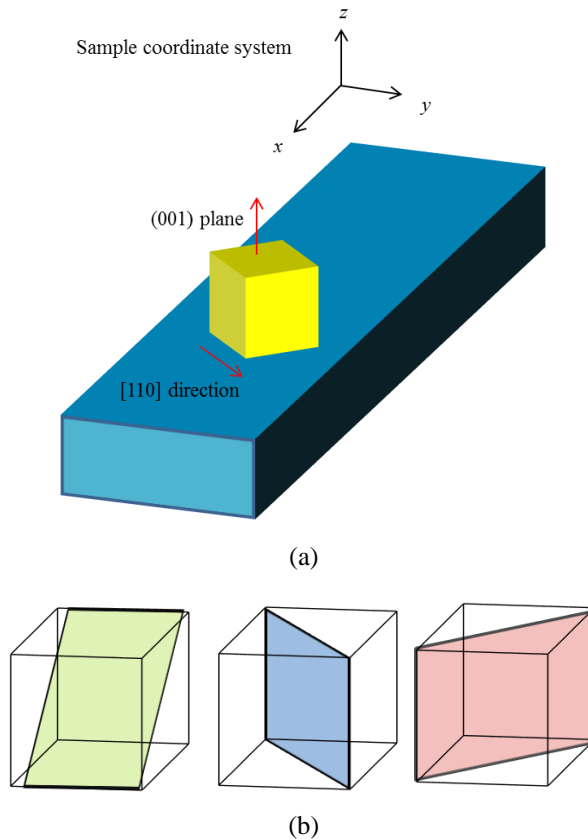 z
Sample coordinate system
y
x
(001) plane
[110] direction
(a)
(b)